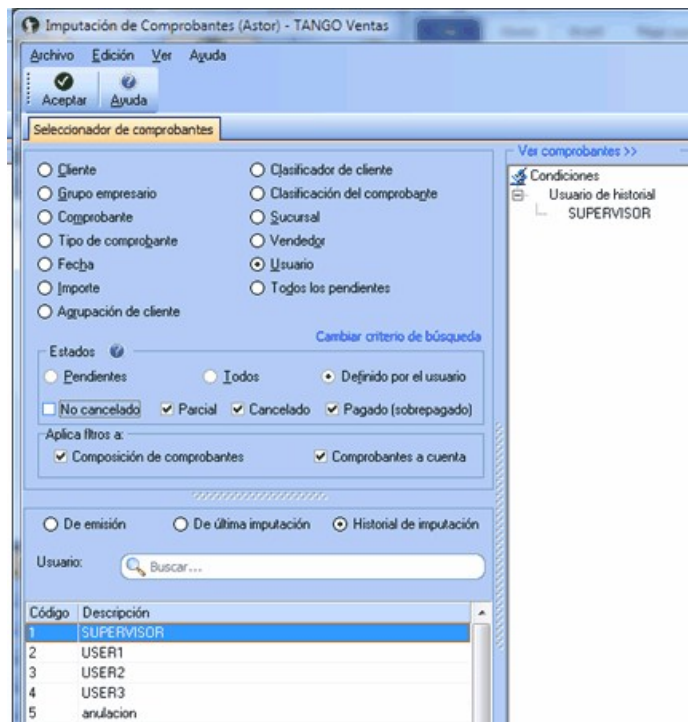 Imputación de Comprobantes (Astor) - TANGO Ventas
Archivo Edición Ver Ayuda
Aceptar Ayuda
Seleccionador de comprobantes
Cliente Clasificador de cliente
Grupo empresario Clasificación del comprobante
Comprobante Sucursal
Tipo de comprobante Vendedor
Fecha Usuario
Importe Todos los pendientes
Agrupación de cliente
Cambiar criterio de búsqueda
Estados
Pendientes Todos Definido por el usuario
No cancelado Parcial Cancelado Pagado (sobrepagado)
Aplica fltros a:
Composición de comprobantes Comprobantes a cuenta
De emisión De última imputación Historial de imputación
Usuario: Buscar...
Código Descripción
1 SUPERVISOR
2 USER1
3 USER2
4 USER3
5 anulacion
Ver comprobantes >>
Condiciones
Usuario de historial
SUPERVISOR